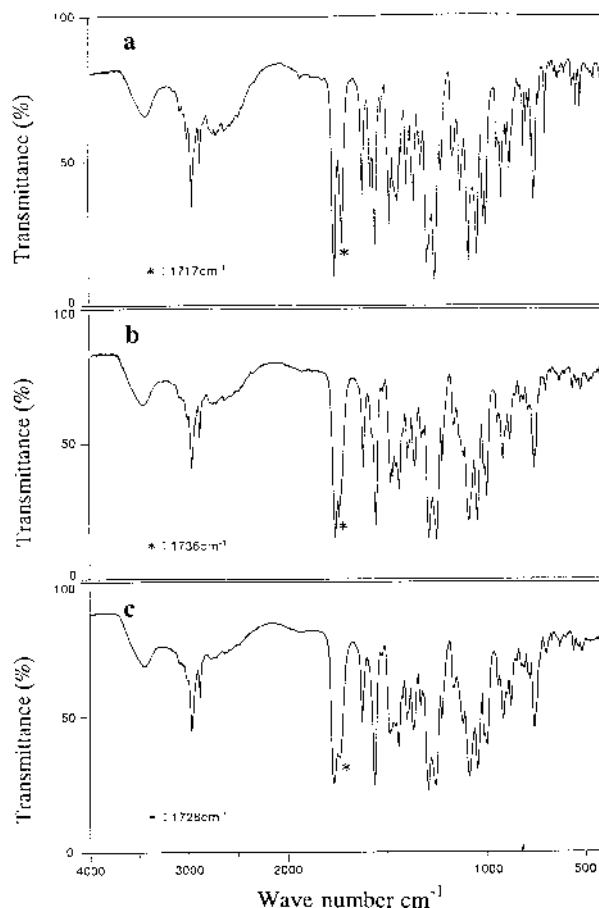 100
a
Transmittance (%)
50
* : 1717cm-1
0
100
b
Transmittance (%)
50
* : 1736cm-1
0
100
c
Transmittance (%)
50
- : 1728cm-1
0
4000 3000 2000 1000 500
Wave number cm-1